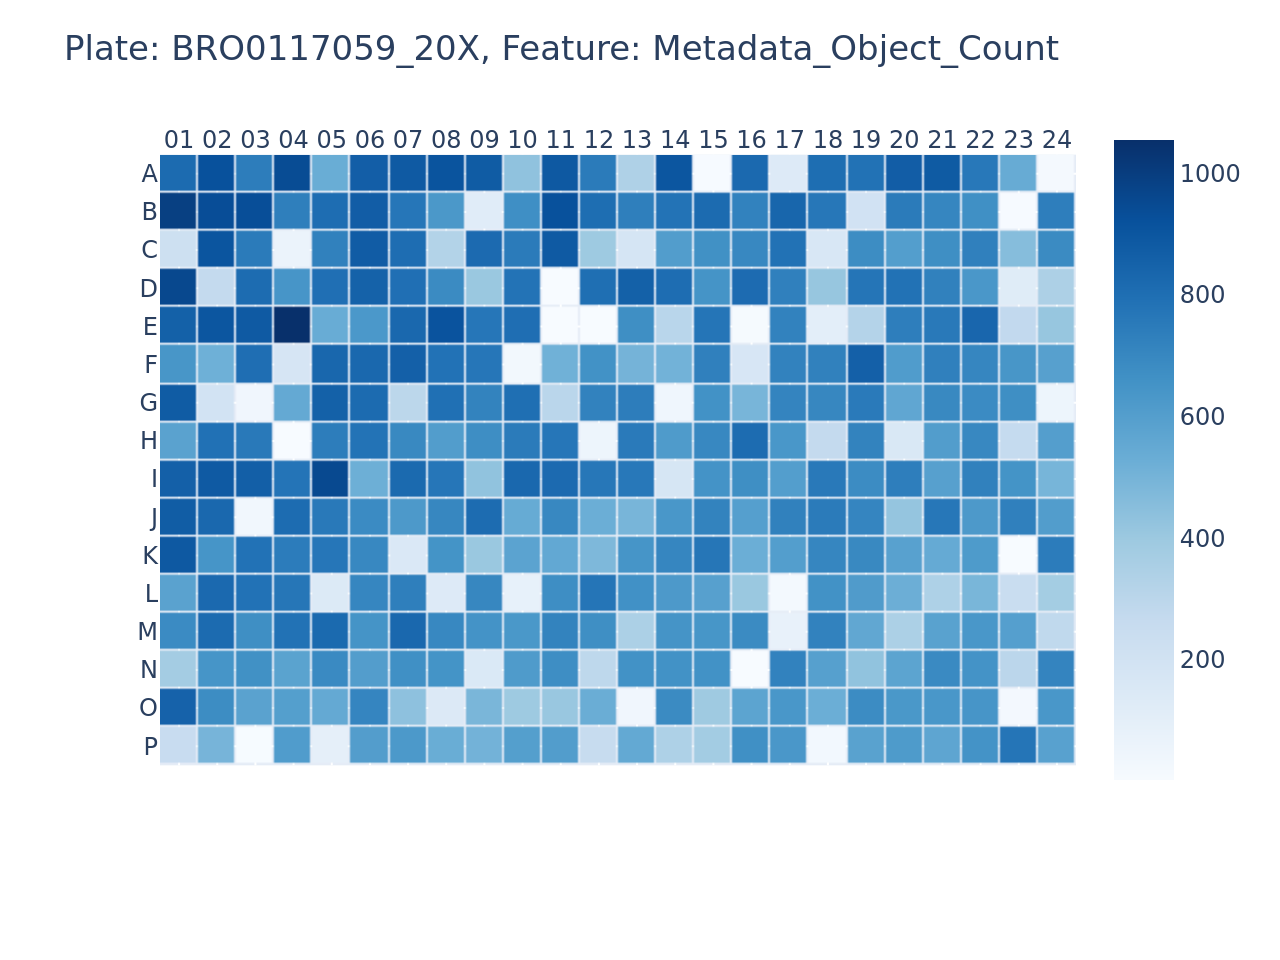 Plate: BRO0117059_20X, Feature: Metadata_Object_Count
01 02 03 04 05 06 07 08 09 10 11 12 13 14 15 16 17 18 19 20 21 22 23 24
A
B
C
D
E
F
G
H
I
J
K
L
M
N
O
P
1000
800
600
400
200